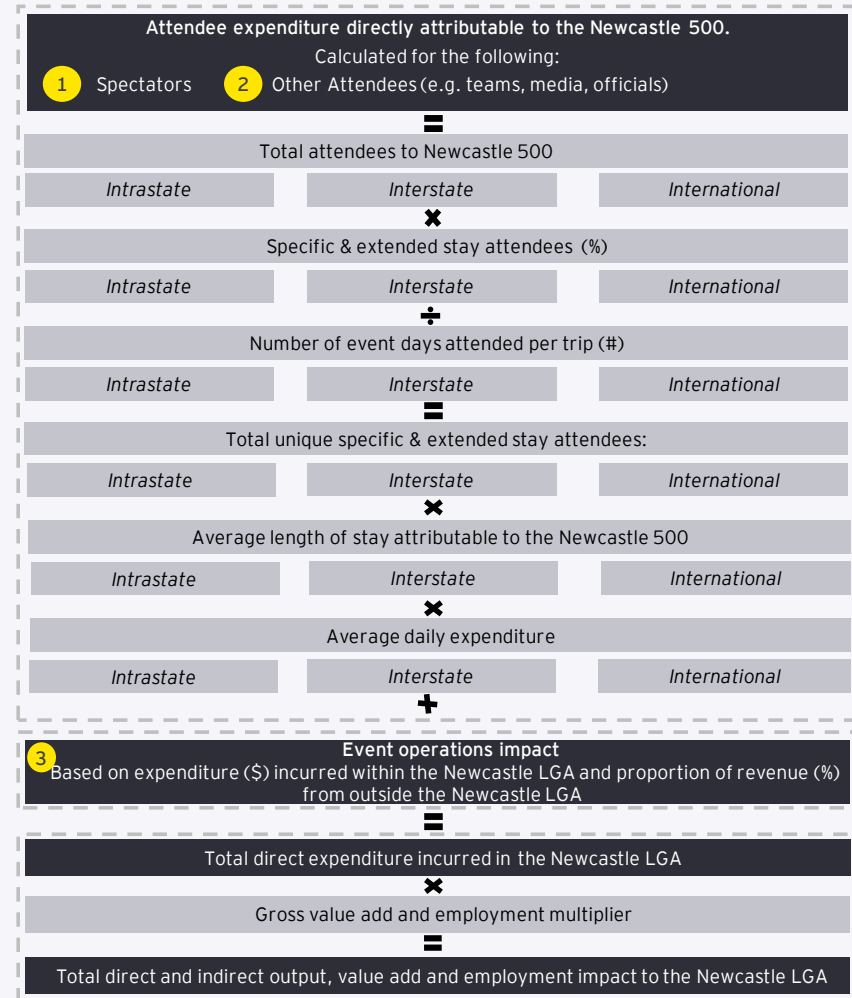 Attendee expenditure directly attributable to the Newcastle 500.
Calculated for the following:
1 Spectators 2 Other Attendees (e.g. teams, media, officials)
=
Total attendees to Newcastle 500
Intrastate Interstate International
×
Specific & extended stay attendees (%)
Intrastate Interstate International
÷
Number of event days attended per trip (#)
Intrastate Interstate International
=
Total unique specific & extended stay attendees:
Intrastate Interstate International
×
Average length of stay attributable to the Newcastle 500
Intrastate Interstate International
×
Average daily expenditure
Intrastate Interstate International
+
3 Event operations impact
Based on expenditure ($) incurred within the Newcastle LGA and proportion of revenue (%)
from outside the Newcastle LGA
=
Total direct expenditure incurred in the Newcastle LGA
×
Gross value add and employment multiplier
=
Total direct and indirect output, value add and employment impact to the Newcastle LGA